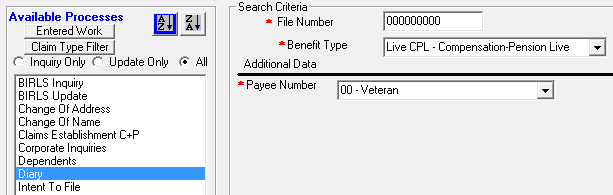 Available Processes
A Z
Z A
Entered Work
Claim Type Filter
Inquiry Only Update Only All
BIRLS Inquiry
BIRLS Update
Change Of Address
Change Of Name
Claims Establishment C+P
Corporate Inquiries
Dependents
Diary
Intent To File
Search Criteria
* File Number 000000000
* Benefit Type Live CPL - Compensation-Pension Live
Additional Data
* Payee Number 00 - Veteran